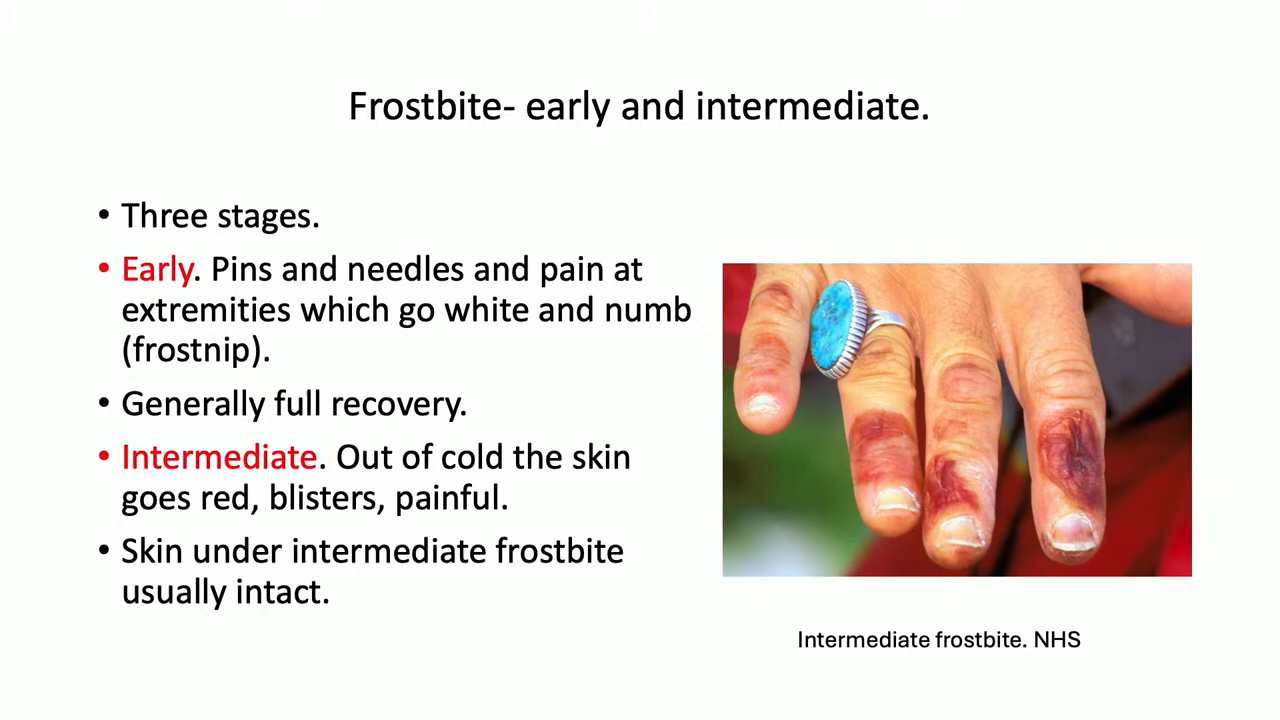 Frostbite- early and intermediate.
• Three stages.
• Early. Pins and needles and pain at
extremities which go white and numb
(frostnip).
• Generally full recovery.
• Intermediate. Out of cold the skin
goes red, blisters, painful.
• Skin under intermediate frostbite
usually intact.
Intermediate frostbite. NHS